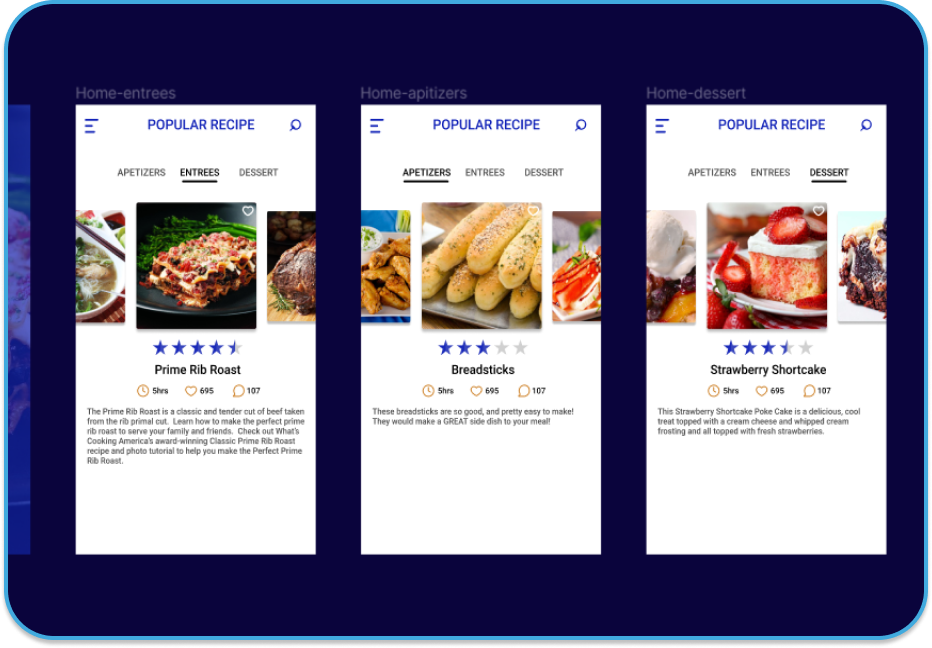 Home-entrees
POPULAR RECIPE
APETIZERS ENTREES DESSERT
Prime Rib Roast
5hrs 695 107
The Prime Rib Roast is a classic and tender cut of beef taken
from the rib primal cut. Learn how to make the perfect prime
rib roast to serve your family and friends. Check out What's
Cooking America's award-winning Classic Prime Rib Roast
recipe and photo tutorial to help you make the Perfect Prime
Rib Roast.
Home-apitizers
POPULAR RECIPE
APETIZERS ENTREES DESSERT
Breadsticks
5hrs 695 107
These breadsticks are so good, and pretty easy to make!
They would make a GREAT side dish to your meal!
Home-dessert
POPULAR RECIPE
APETIZERS ENTREES DESSERT
Strawberry Shortcake
5hrs 695 107
This Strawberry Shortcake Poke Cake is a delicious, cool
treat topped with a cream cheese and whipped cream
frosting and all topped with fresh strawberries.